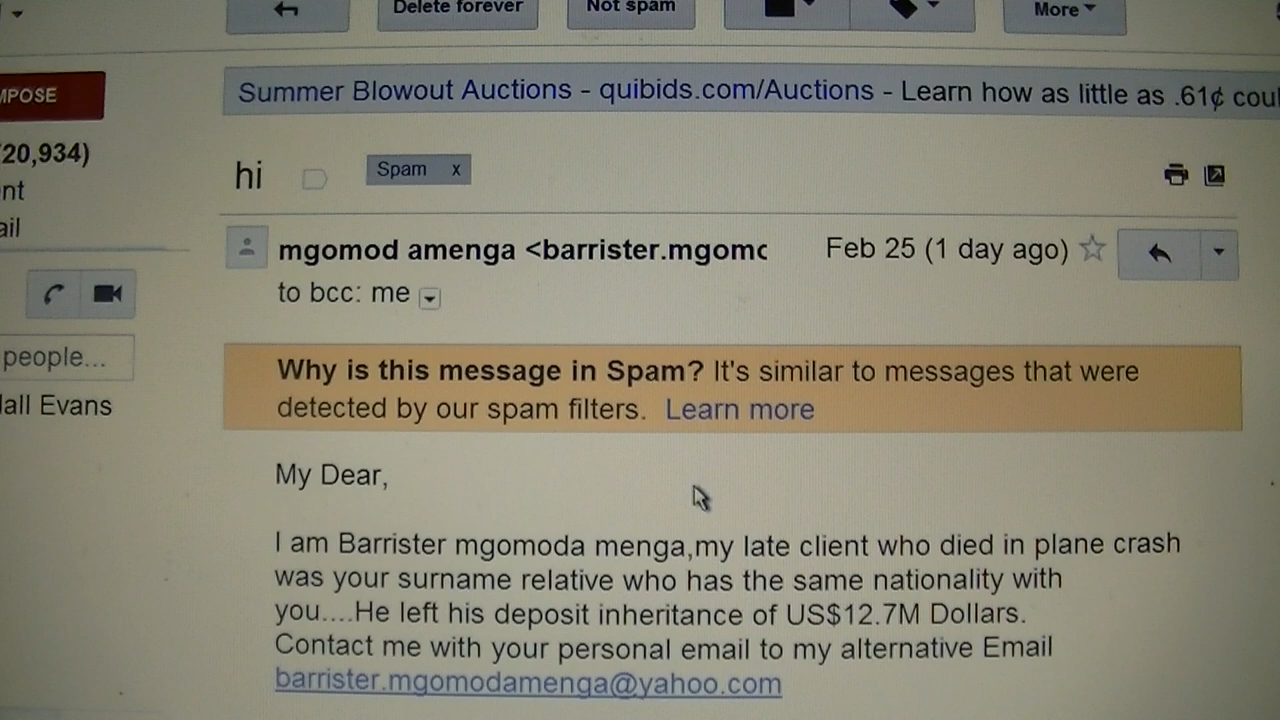 Delete forever Not spam More
MPOSE
Summer Blowout Auctions - quibids.com/Auctions - Learn how as little as .61¢ coul
20,934)
hi Spam x
nt
ail
mgomod amenga <barrister.mgomc Feb 25 (1 day ago)
to bcc: me
people...
Why is this message in Spam? It's similar to messages that were
detected by our spam filters. Learn more
lall Evans
My Dear,
I am Barrister mgomoda menga,my late client who died in plane crash
was your surname relative who has the same nationality with
you....He left his deposit inheritance of US$12.7M Dollars.
Contact me with your personal email to my alternative Email
barrister.mgomodamenga@yahoo.com